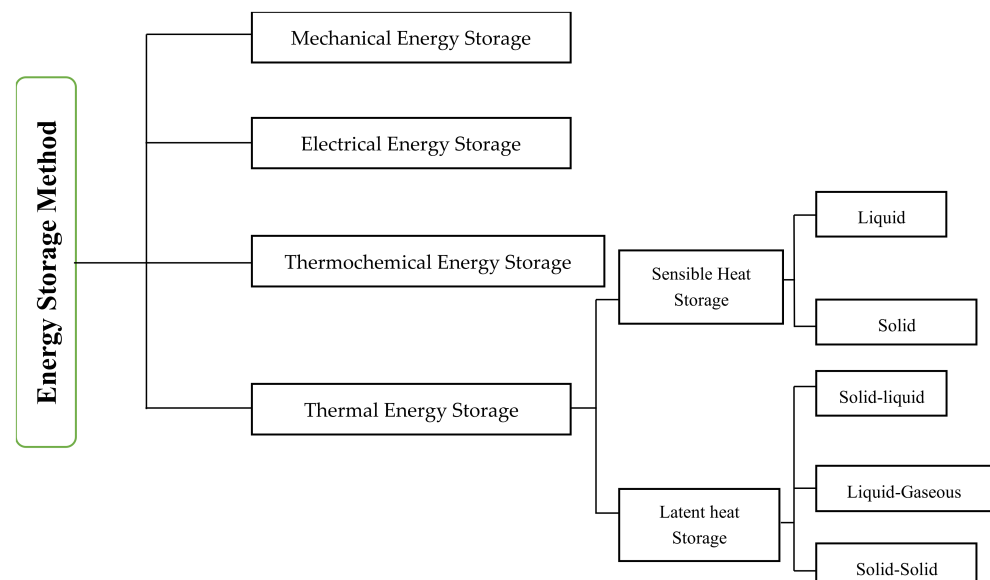 Energy Storage Method
Mechanical Energy Storage
Electrical Energy Storage
Thermochemical Energy Storage
Thermal Energy Storage
Sensible Heat
Storage
Latent heat
Storage
Liquid
Solid
Solid-liquid
Liquid-Gaseous
Solid-Solid